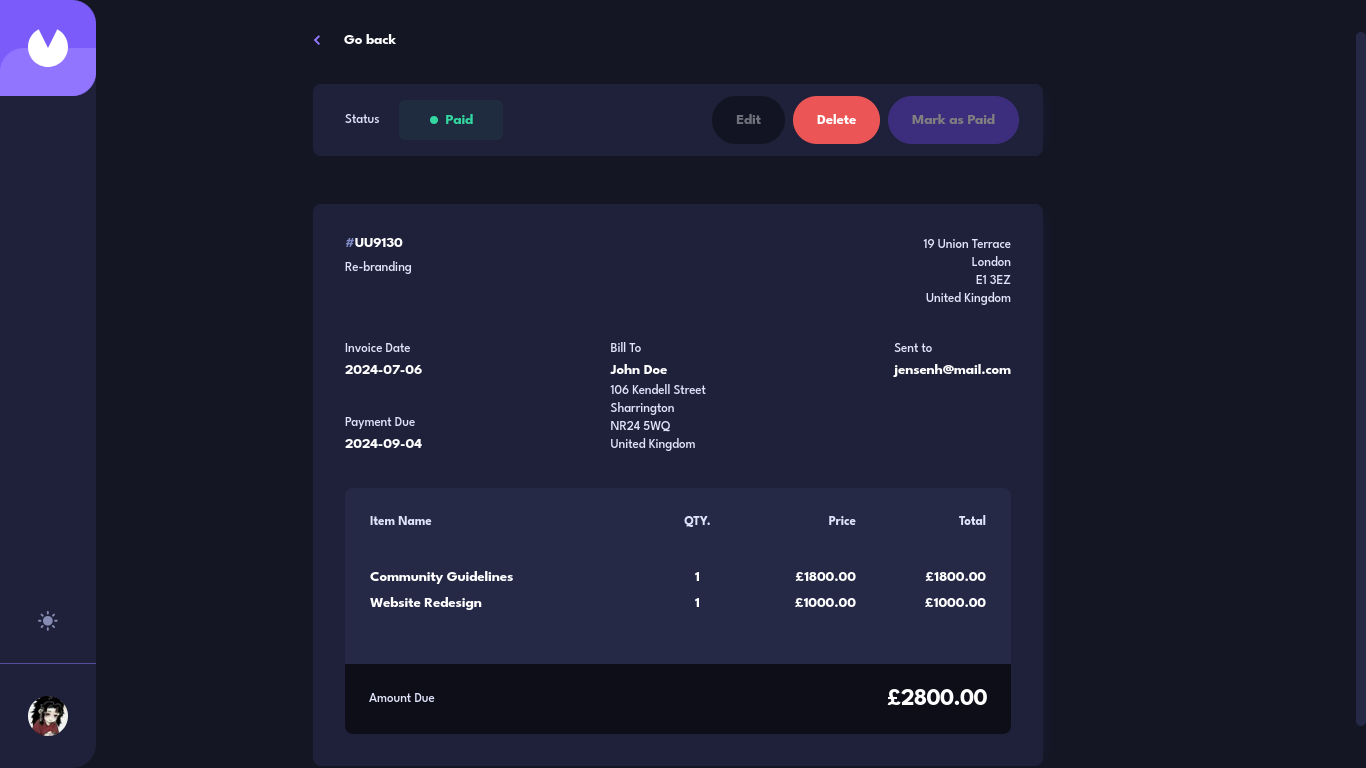 Go back
Status
Paid
Edit
Delete
Mark as Paid
#UU9130
Re-branding
19 Union Terrace
London
E1 3EZ
United Kingdom
Invoice Date
2024-07-06
Payment Due
2024-09-04
Bill To
John Doe
106 Kendell Street
Sharrington
NR24 5WQ
United Kingdom
Sent to
jensenh@mail.com
Item Name QTY. Price Total
Community Guidelines 1 £1800.00 £1800.00
Website Redesign 1 £1000.00 £1000.00
Amount Due £2800.00